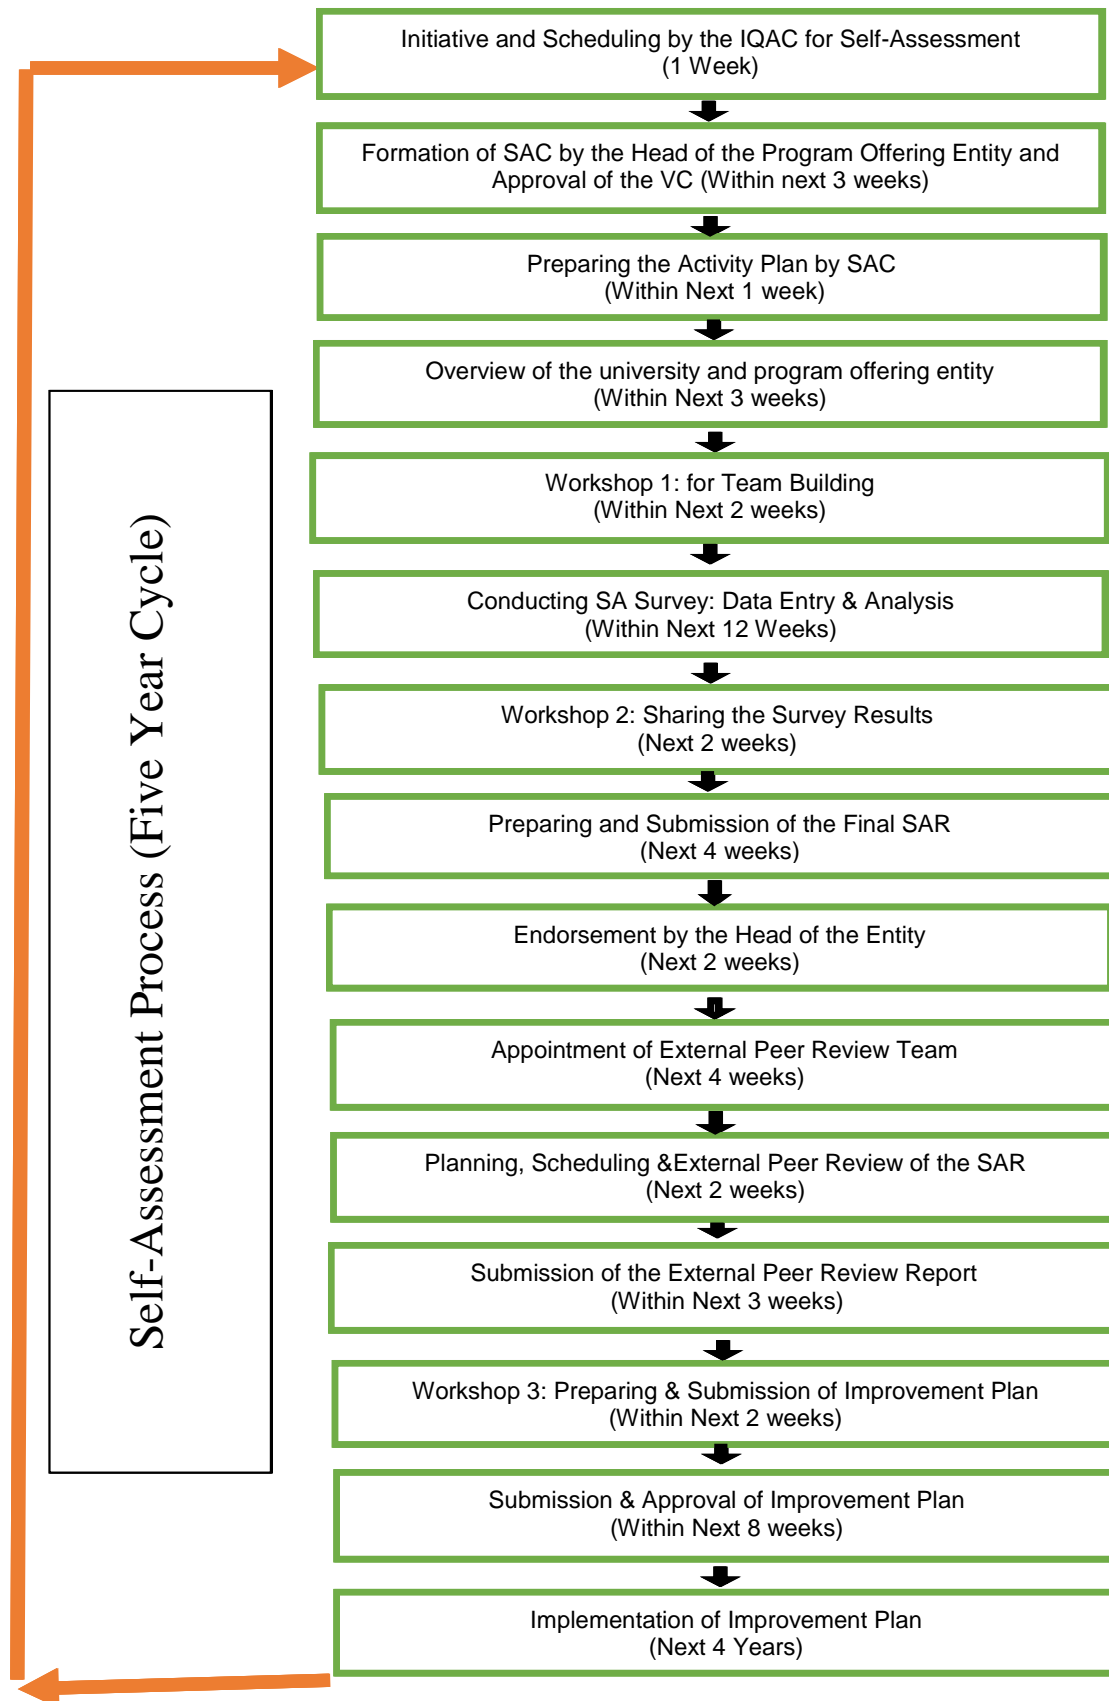 Initiative and Scheduling by the IQAC for Self-Assessment
(1 Week)
Formation of SAC by the Head of the Program Offering Entity and
Approval of the VC (Within next 3 weeks)
Preparing the Activity Plan by SAC
(Within Next 1 week)
Overview of the university and program offering entity
(Within Next 3 weeks)
Workshop 1: for Team Building
(Within Next 2 weeks)
Conducting SA Survey: Data Entry & Analysis
(Within Next 12 Weeks)
Workshop 2: Sharing the Survey Results
(Next 2 weeks)
Preparing and Submission of the Final SAR
(Next 4 weeks)
Endorsement by the Head of the Entity
(Next 2 weeks)
Appointment of External Peer Review Team
(Next 4 weeks)
Planning, Scheduling &External Peer Review of the SAR
(Next 2 weeks)
Submission of the External Peer Review Report
(Within Next 3 weeks)
Workshop 3: Preparing & Submission of Improvement Plan
(Within Next 2 weeks)
Submission & Approval of Improvement Plan
(Within Next 8 weeks)
Implementation of Improvement Plan
(Next 4 Years)
Self-Assessment Process (Five Year Cycle)